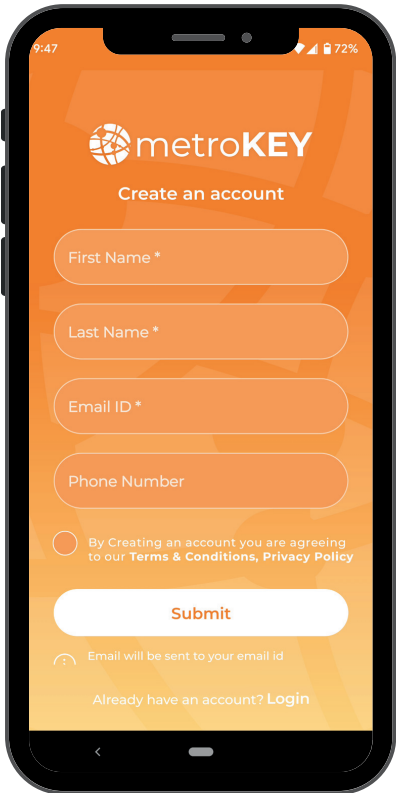 9:47 72%
metroKEY
Create an account
First Name *
Last Name *
Email ID *
Phone Number
By Creating an account you are agreeing
to our Terms & Conditions, Privacy Policy
Submit
Email will be sent to your email id
Already have an account? Login